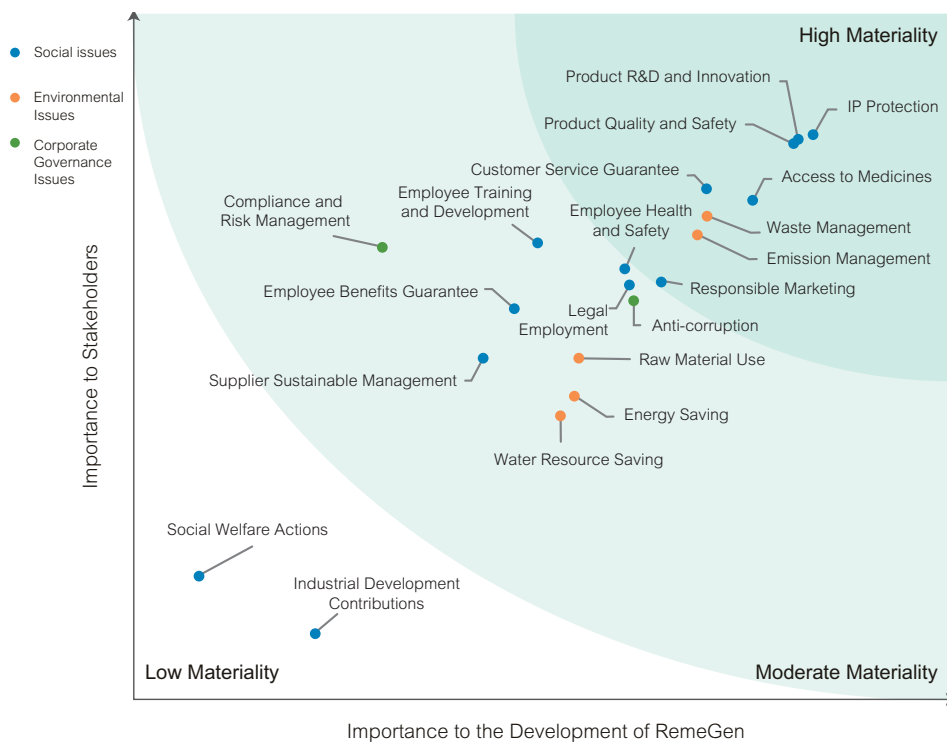 High Materiality
Social issues
Environmental
Issues
Corporate
Governance
Issues
Product R&D and Innovation
IP Protection
Product Quality and Safety
Customer Service Guarantee
Access to Medicines
Employee Training
and Development
Compliance and
Risk Management
Employee Health
and Safety
Waste Management
Emission Management
Employee Benefits Guarantee
Responsible Marketing
Legal
Employment
Anti-corruption
Raw Material Use
Supplier Sustainable Management
Energy Saving
Water Resource Saving
Importance to Stakeholders
Social Welfare Actions
Industrial Development
Contributions
Low Materiality
Moderate Materiality
Importance to the Development of RemeGen